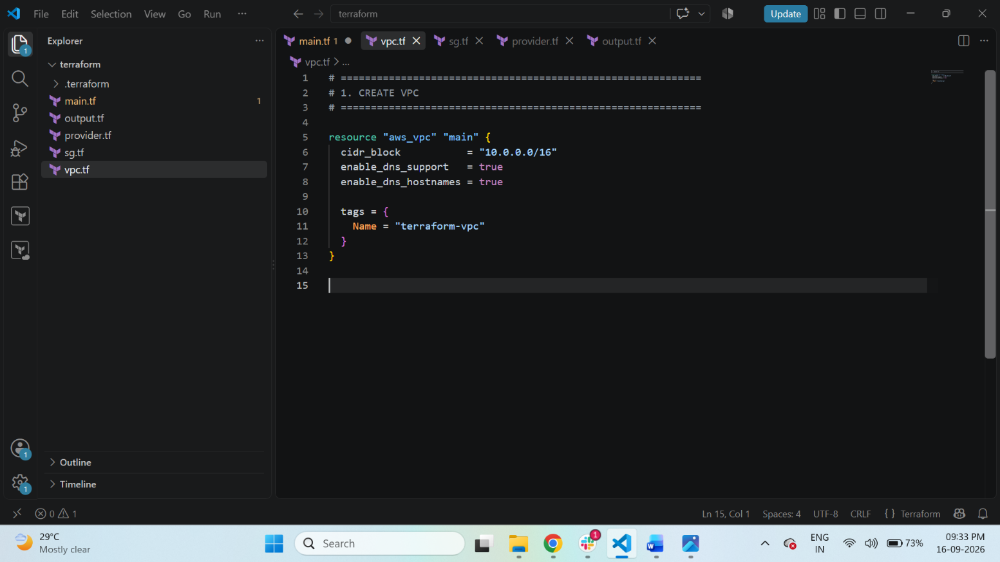 File Edit Selection View Go Run ···
terraform
Update
Explorer ···
terraform
.terraform
main.tf 1
output.tf
provider.tf
sg.tf
vpc.tf
Outline
Timeline
1
1
1
main.tf 1 ●
vpc.tf
sg.tf
provider.tf
output.tf
···
vpc.tf > ...
1 # ============================================================
2 # 1. CREATE VPC
3 # ============================================================
4
5 resource "aws_vpc" "main" {
6   cidr_block           = "10.0.0.0/16"
7   enable_dns_support   = true
8   enable_dns_hostnames = true
9
10   tags = {
11     Name = "terraform-vpc"
12   }
13 }
14
15
0 1
Ln 15, Col 1 Spaces: 4 UTF-8 CRLF { } Terraform
29°C
Mostly clear
Search
1
ENG
IN
73%
09:33 PM
16-09-2026